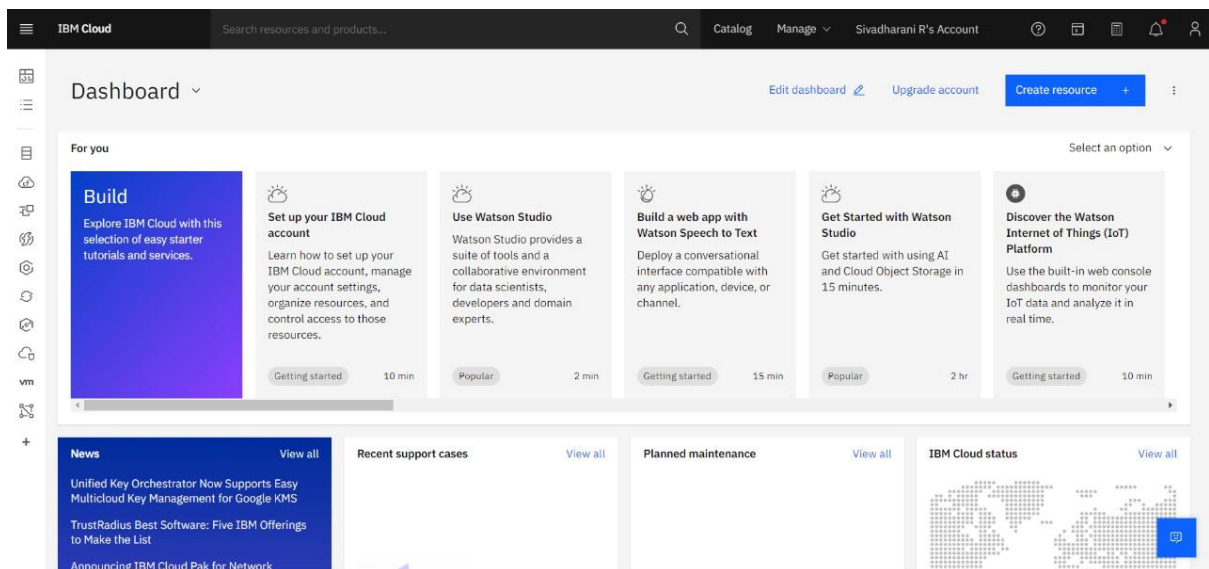 IBM Cloud
Search resources and products...
Catalog
Manage
Sivadharani R's Account
Dashboard
Edit dashboard
Upgrade account
Create resource +
For you
Select an option
Build
Explore IBM Cloud with this
selection of easy starter
tutorials and services.
Set up your IBM Cloud
account
Learn how to set up your
IBM Cloud account, manage
your account settings,
organize resources, and
control access to those
resources.
Getting started
10 min
Use Watson Studio
Watson Studio provides a
suite of tools and a
collaborative environment
for data scientists,
developers and domain
experts.
Popular
2 min
Build a web app with
Watson Speech to Text
Deploy a conversational
interface compatible with
any application, device, or
channel.
Getting started
15 min
Get Started with Watson
Studio
Get started with using AI
and Cloud Object Storage in
15 minutes.
Popular
2 hr
Discover the Watson
Internet of Things (IoT)
Platform
Use the built-in web console
dashboards to monitor your
IoT data and analyze it in
real time.
Getting started
10 min
vm
News
View all
Unified Key Orchestrator Now Supports Easy
Multicloud Key Management for Google KMS
TrustRadius Best Software: Five IBM Offerings
to Make the List
Announcing IBM Cloud Pak for Network
Recent support cases
View all
Planned maintenance
View all
IBM Cloud status
View all